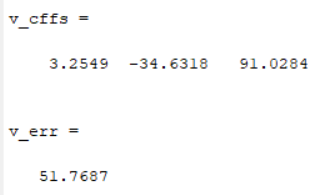 v_cffs =
3.2549 -34.6318 91.0284
v_err =
51.7687